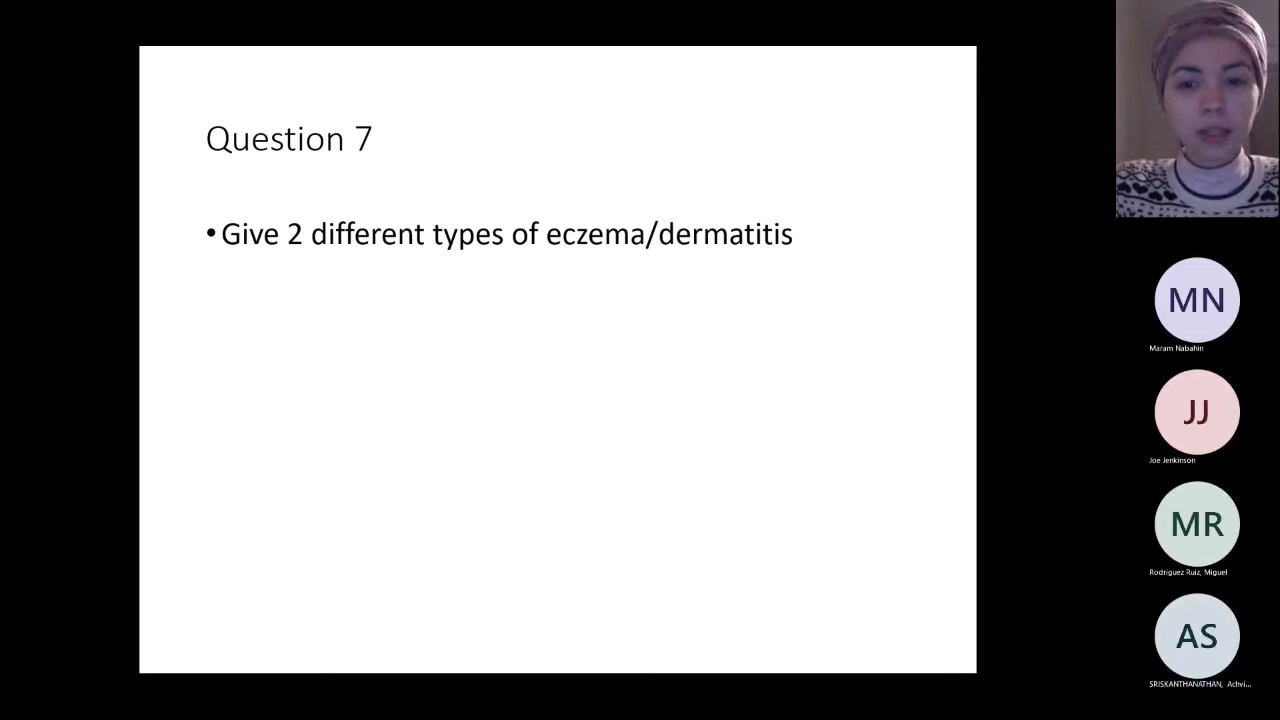 Question 7
•Give 2 different types of eczema/dermatitis
MN
Maram Nabahin
JJ
Joe Jenkinson
MR
Rodriguez Ruiz, Miguel
AS
SRISKANTHANATHAN, Achvi...